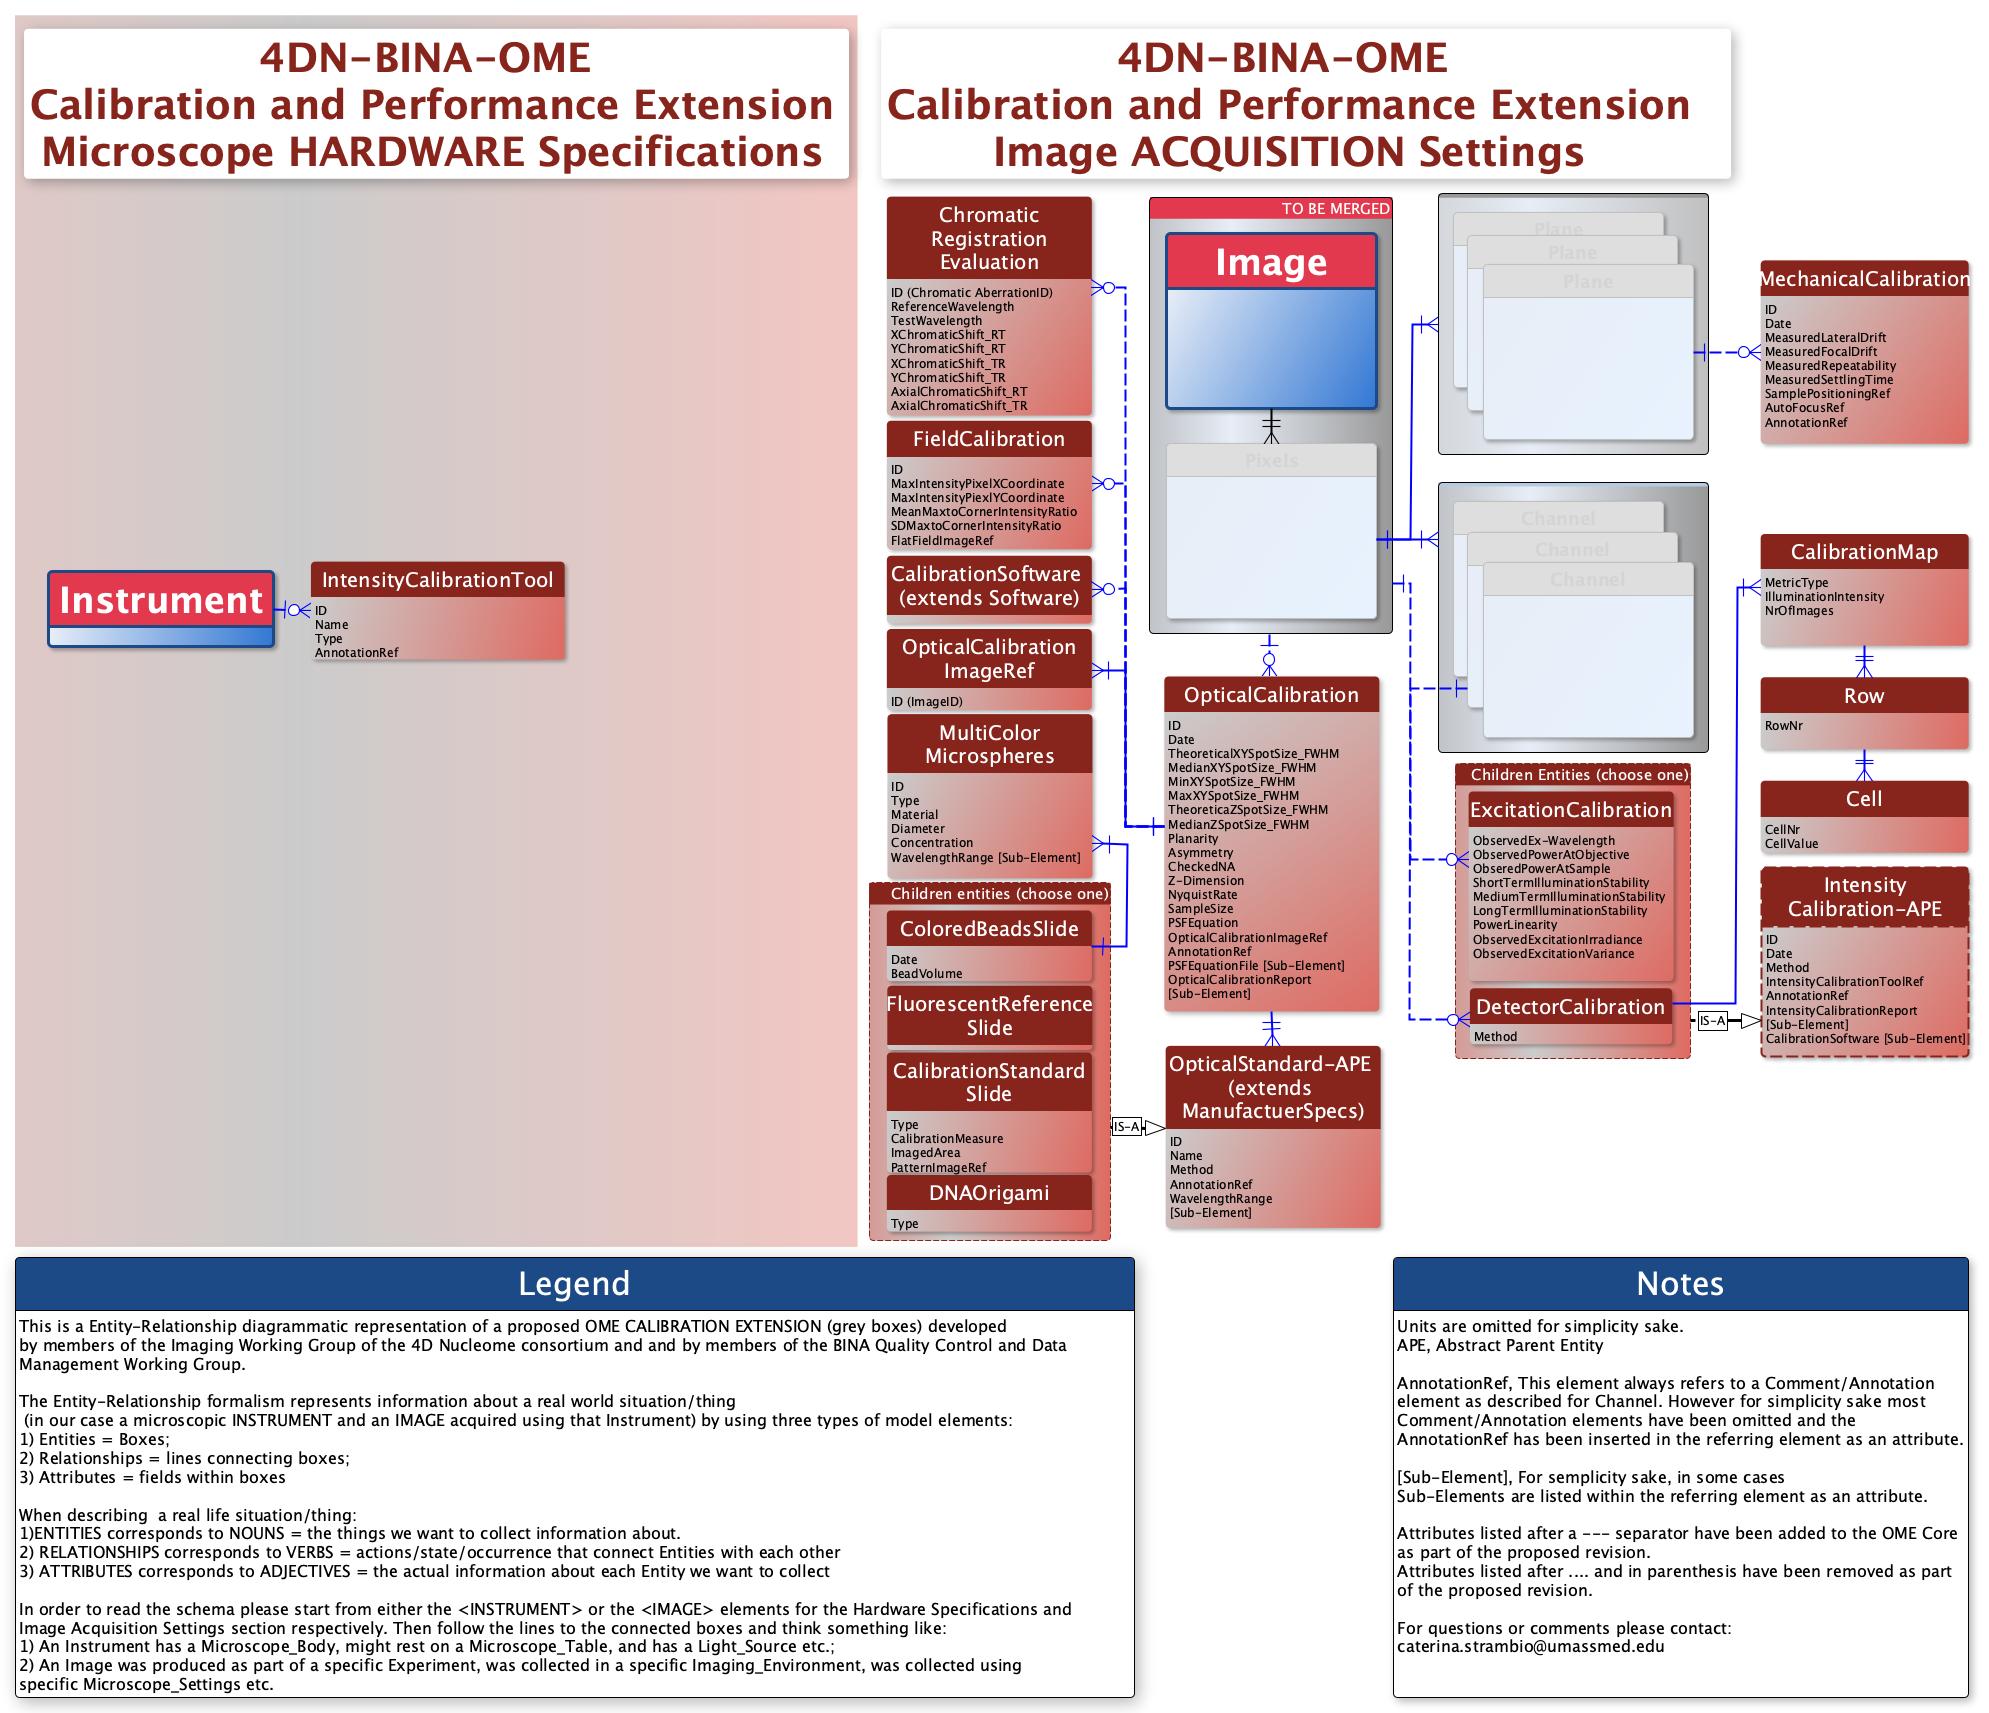 4DN-BINA-OME
Calibration and Performance Extension
Microscope HARDWARE Specifications
4DN-BINA-OME
Calibration and Performance Extension
Image ACQUISITION Settings
Instrument
IntensityCalibrationTool
ID
Name
Type
AnnotationRef
Chromatic
Registration
Evaluation
ID (Chromatic AberrationID)
ReferenceWavelength
TestWavelength
XChromaticShift_RT
YChromaticShift_RT
XChromaticShift_TR
YChromaticShift_TR
AxialChromaticShift_RT
AxialChromaticShift_TR
FieldCalibration
ID
MaxIntensityPixelXCoordinate
MaxIntensityPiexlYCoordinate
MeanMaxtoCornerIntensityRatio
SDMaxtoCornerIntensityRatio
FlatFieldImageRef
CalibrationSoftware
(extends Software)
OpticalCalibration
ImageRef
ID (ImageID)
MultiColor
Microspheres
ID
Type
Material
Diameter
Concentration
WavelengthRange [Sub-Element]
Children entities (choose one)
ColoredBeadsSlide
Date
BeadVolume
FluorescentReference
Slide
CalibrationStandard
Slide
Type
CalibrationMeasure
ImagedArea
PatternImageRef
DNAOrigami
Type
IS-A
TO BE MERGED
Image
Pixels
OpticalCalibration
ID
Date
TheoreticalXYSpotSize_FWHM
MedianXYSpotSize_FWHM
MinXYSpotSize_FWHM
MaxXYSpotSize_FWHM
TheoreticaZSpotSize_FWHM
MedianZSpotSize_FWHM
Planarity
Asymmetry
CheckedNA
Z-Dimension
NyquistRate
SampleSize
PSFEquation
OpticalCalibrationImageRef
AnnotationRef
PSFEquationFile [Sub-Element]
OpticalCalibrationReport
[Sub-Element]
OpticalStandard-APE
(extends
ManufactuerSpecs)
ID
Name
Method
AnnotationRef
WavelengthRange
[Sub-Element]
Plane
Plane
Plane
Channel
Channel
Channel
Children Entities (choose one)
ExcitationCalibration
ObservedEx-Wavelength
ObservedPowerAtObjective
ObseredPowerAtSample
ShortTermIlluminationStability
MediumTermIlluminationStability
LongTermIlluminationStability
PowerLinearity
ObservedExcitationIrradiance
ObservedExcitationVariance
DetectorCalibration
Method
IS-A
MechanicalCalibration
ID
Date
MeasuredLateralDrift
MeasuredFocalDrift
MeasuredRepeatability
MeasuredSettlingTime
SamplePositioningRef
AutoFocusRef
AnnotationRef
CalibrationMap
MetricType
IlluminationIntensity
NrOfImages
Row
RowNr
Cell
CellNr
CellValue
Intensity
Calibration-APE
ID
Date
Method
IntensityCalibrationToolRef
AnnotationRef
IntensityCalibrationReport
[Sub-Element]
CalibrationSoftware [Sub-Element]
Legend
This is a Entity-Relationship diagrammatic representation of a proposed OME CALIBRATION EXTENSION (grey boxes) developed
by members of the Imaging Working Group of the 4D Nucleome consortium and and by members of the BINA Quality Control and Data
Management Working Group.
The Entity-Relationship formalism represents information about a real world situation/thing
(in our case a microscopic INSTRUMENT and an IMAGE acquired using that Instrument) by using three types of model elements:
1) Entities = Boxes;
2) Relationships = lines connecting boxes;
3) Attributes = fields within boxes
When describing a real life situation/thing:
1)ENTITIES corresponds to NOUNS = the things we want to collect information about.
2) RELATIONSHIPS corresponds to VERBS = actions/state/occurrence that connect Entities with each other
3) ATTRIBUTES corresponds to ADJECTIVES = the actual information about each Entity we want to collect
In order to read the schema please start from either the <INSTRUMENT> or the <IMAGE> elements for the Hardware Specifications and
Image Acquisition Settings section respectively. Then follow the lines to the connected boxes and think something like:
1) An Instrument has a Microscope_Body, might rest on a Microscope_Table, and has a Light_Source etc.;
2) An Image was produced as part of a specific Experiment, was collected in a specific Imaging_Environment, was collected using
specific Microscope_Settings etc.
Notes
Units are omitted for simplicity sake.
APE, Abstract Parent Entity
AnnotationRef, This element always refers to a Comment/Annotation
element as described for Channel. However for simplicity sake most
Comment/Annotation elements have been omitted and the
AnnotationRef has been inserted in the referring element as an attribute.
[Sub-Element], For semplicity sake, in some cases
Sub-Elements are listed within the referring element as an attribute.
Attributes listed after a --- separator have been added to the OME Core
as part of the proposed revision.
Attributes listed after .... and in parenthesis have been removed as part
of the proposed revision.
For questions or comments please contact:
caterina.strambio@umassmed.edu